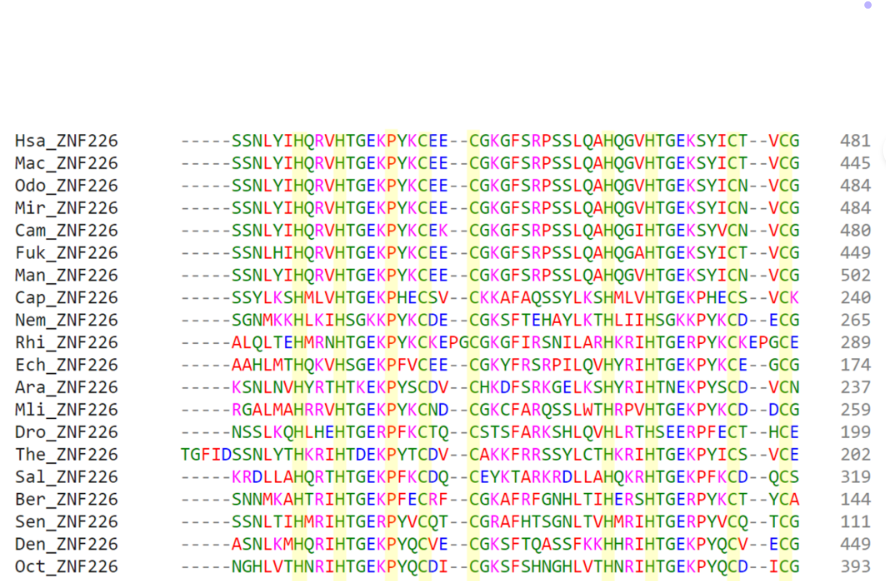 Hsa_ZNF226 -----SSNLYIHQRVHTGEKPYKCEE--CGKGFSRPSSLQAHQGVHTGEKSYICT--VCG 481
Mac_ZNF226 -----SSNLYIHQRVHTGEKPYKCEE--CGKGFSRPSSLQAHQGVHTGEKSYICT--VCG 445
Odo_ZNF226 -----SSNLYIHQRVHTGEKPYKCEE--CGKGFSRPSSLQAHQGVHTGEKSYICN--VCG 484
Mir_ZNF226 -----SSNLYIHQRVHTGEKPYKCEE--CGKGFSRPSSLQAHQGVHTGEKSYICN--VCG 484
Cam_ZNF226 -----SSNLYIHQRVHTGEKPYKCEK--CGKGFSRPSSLQAHQGIHTGEKSYVCN--VCG 480
Fuk_ZNF226 -----SSNLHIHQRVHTGEKPYKCEE--CGKGFSRPSSLQAHQGAHTGEKSYICT--VCG 449
Man_ZNF226 -----SSNLYIHQRVHTGEKPYKCEE--CGKGFSRPSSLQAHQGVHTGEKSYICN--VCG 502
Cap_ZNF226 -----SSYLKSHMLVHTGEKPHECSV--CKKAFAQSSYLKSHMLVHTGEKPHECS--VCK 240
Nem_ZNF226 -----SGNMKKHLKIHSGKKPYKCDE--CGKSFTEHAYLKTHLIIHSGKKPYKCD--ECG 265
Rhi_ZNF226 -----ALQLTEHMRNHTGEKPYKCKEPGCGKGFIRSNILARHKRIHTGERPYKCKEPGCE 289
Ech_ZNF226 -----AAHLMTHQKVHSGEKPFVCEE--CGKYFRSRPILQVHYRIHTGEKPYKCE--GCG 174
Ara_ZNF226 -----KSNLNVHYRTHTKEKPYSCDV--CHKDFSRKGELKSHYRIHTNEKPYSCD--VCN 237
Mli_ZNF226 -----RGALMAHRRVHTGEKPYKCND--CGKCFARQSSLWTHRPVHTGEKPYKCD--DCG 259
Dro_ZNF226 -----NSSLKQHLHEHTGERPFKCTQ--CSTSFARKSHLQVHLRTHSEERPFECT--HCE 199
The_ZNF226 TGFIDSSNLYTHKRIHTDEKPYTCDV--CAKKFRRSSYLCTHKRIHTGEKPYICS--VCE 202
Sal_ZNF226 -----KRDLLAHQRTHTGEKPFKCDQ--CEYKTARKRDLLAHQKRHTGEKPFKCD--QCS 319
Ber_ZNF226 -----SNNMKAHTRIHTGEKPFECRF--CGKAFRFGNHLTIHERSHTGERPYKCT--YCA 144
Sen_ZNF226 -----SSNLTIHMRIHTGERPYVCQT--CGRAFHTSGNLTVHMRIHTGERPYVCQ--TCG 111
Den_ZNF226 -----ASNLKMHQRIHTGEKPYQCVE--CGKSFTQASSFKKHHRIHTGEKPYQCV--ECG 449
Oct_ZNF226 -----NGHLVTHNRIHTGEKPYQCDI--CGKSFSHNGHLVTHNRIHTGEKPYQCD--ICG 393